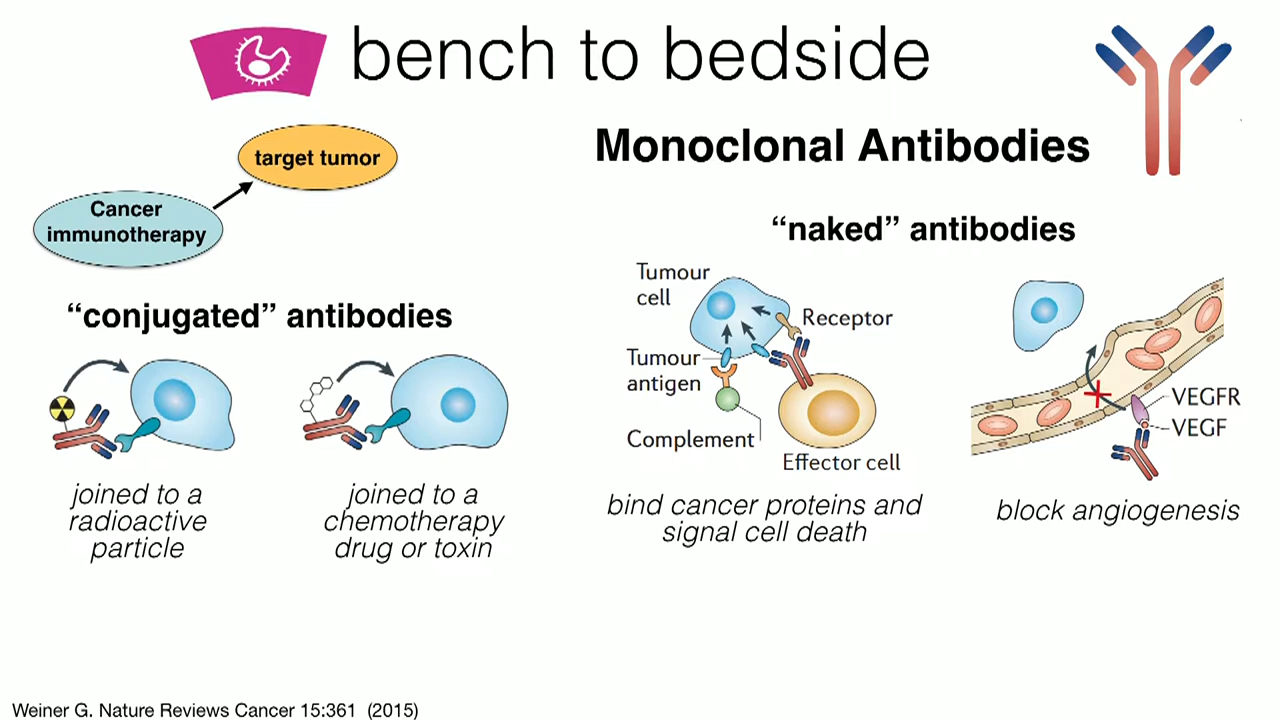 bench to bedside
target tumor
Cancer
immunotherapy
Monoclonal Antibodies
“conjugated” antibodies
joined to a
radioactive
particle
joined to a
chemotherapy
drug or toxin
“naked” antibodies
Tumour
cell
Receptor
Tumour
antigen
Complement
Effector cell
bind cancer proteins and
signal cell death
VEGFR
VEGF
block angiogenesis
Weiner G. Nature Reviews Cancer 15:361 (2015)